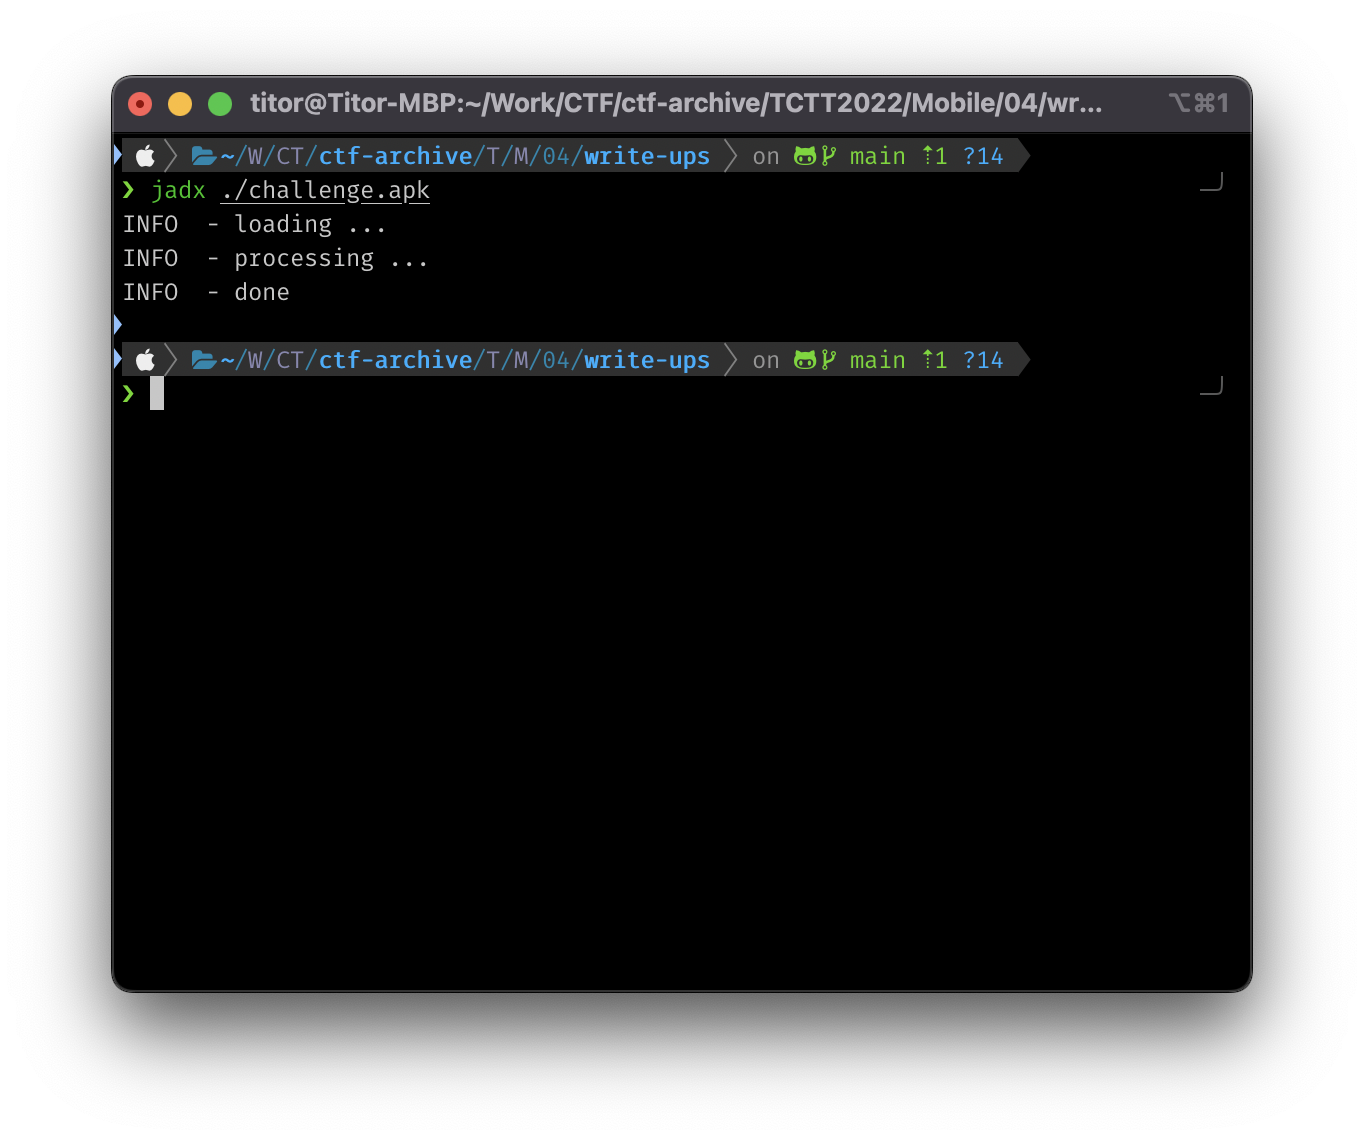 titor@Titor-MBP:~/Work/CTF/ctf-archive/TCTT2022/Mobile/04/wr... ⌥⌘1
~/W/CT/ctf-archive/T/M/04/write-ups on main ⇡1 ?14
❯ jadx ./challenge.apk
INFO  - loading ...
INFO  - processing ...
INFO  - done
~/W/CT/ctf-archive/T/M/04/write-ups on main ⇡1 ?14
❯